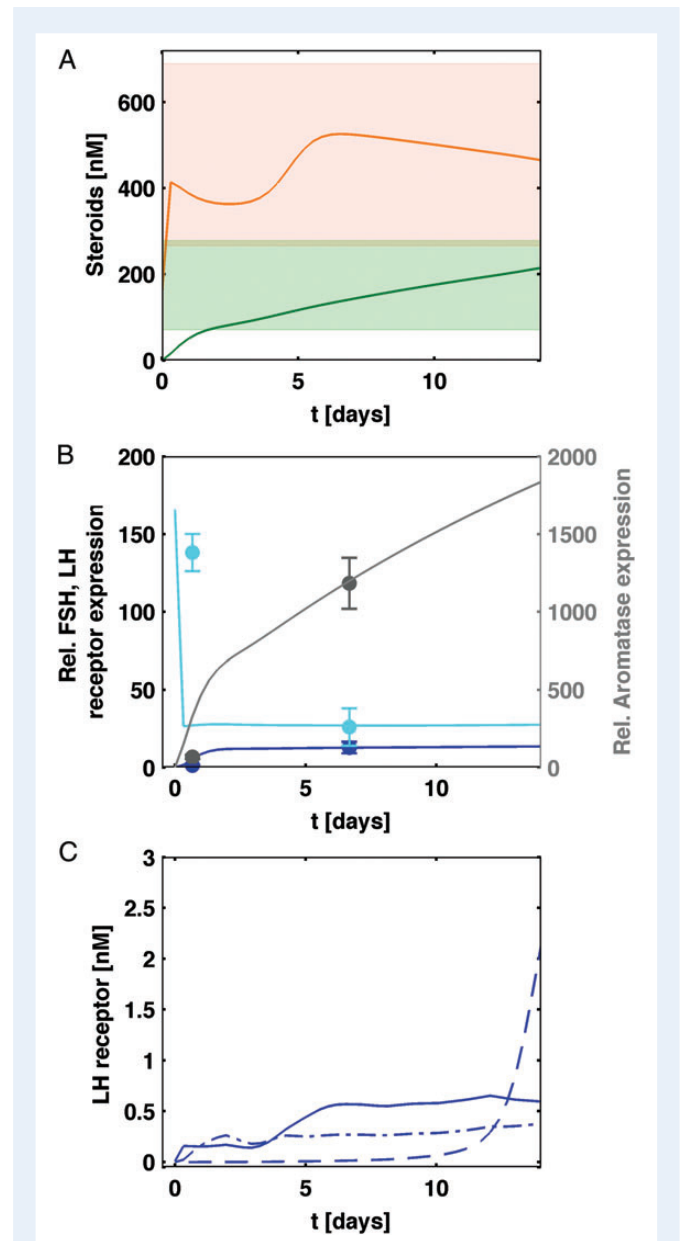 A
Steroids [nM]
600
400
200
0
0 5 10
t [days]
B
Rel. FSH, LH
receptor expression
200
150
100
50
0
2000
1500
1000
500
0
Rel. Aromatase expression
0 5 10
t [days]
C
LH receptor [nM]
3
2.5
2
1.5
1
0.5
0
0 5 10
t [days]